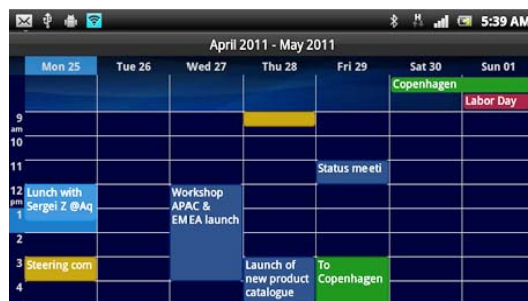 H
5:39 AM
April 2011 - May 2011
Mon 25 Tue 26 Wed 27 Thu 28 Fri 29 Sat 30 Sun 01
Copenhagen
Labor Day
9
am
10
11
Status meeti
12
pm
Lunch with
Sergei Z @Aq
Workshop
APAC &
EMEA launch
1
2
3
Steering com
Launch of
new product
catalogue
To
Copenhagen
4